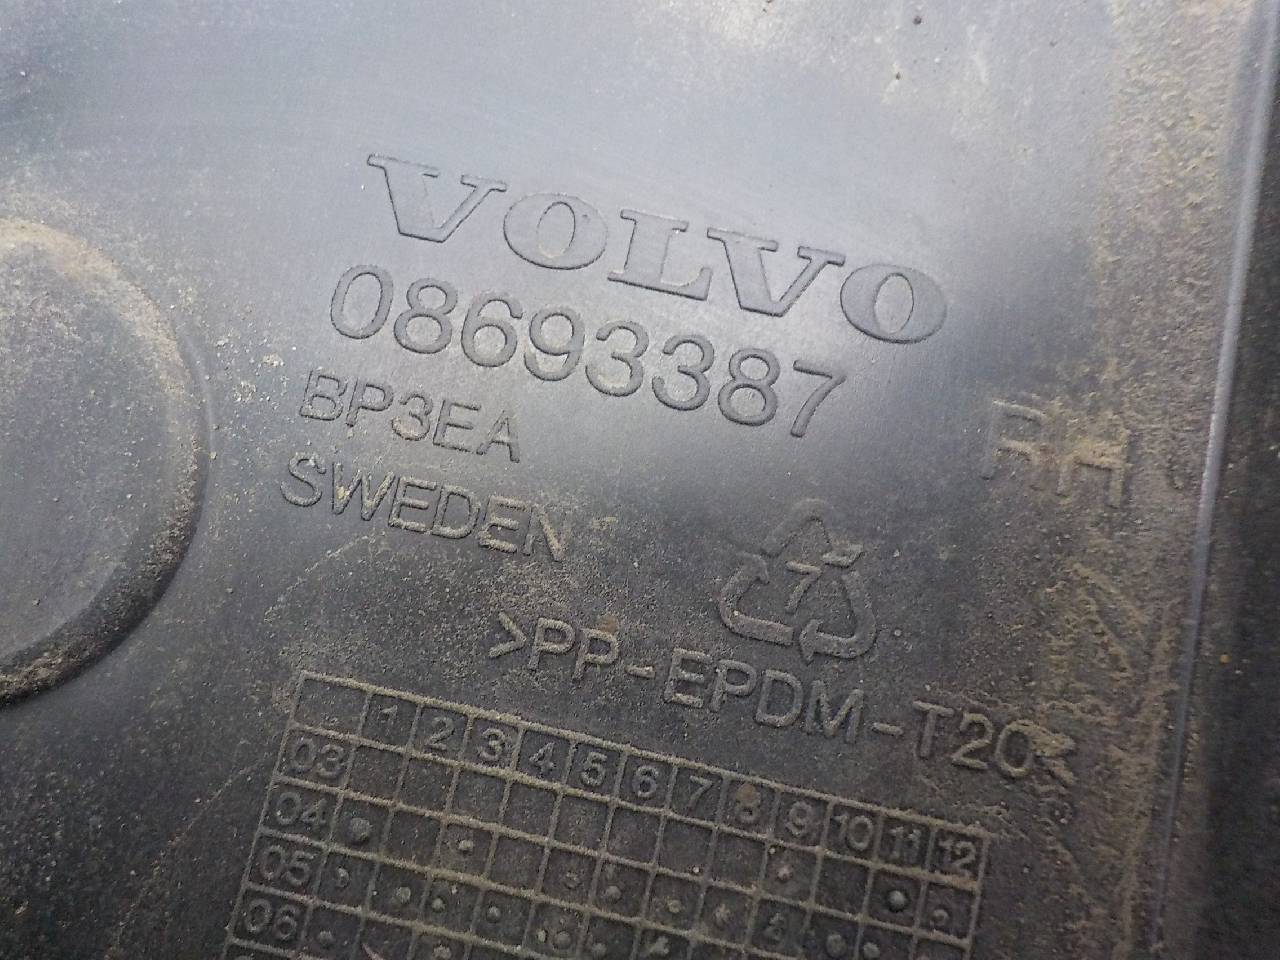 VOLVO
08693387
BP3EA
RH
SWEDEN
7
>PP-EPDM-T20<
1 2 3 4 5 6 7 8 9 10 11 12
03
04
05
06